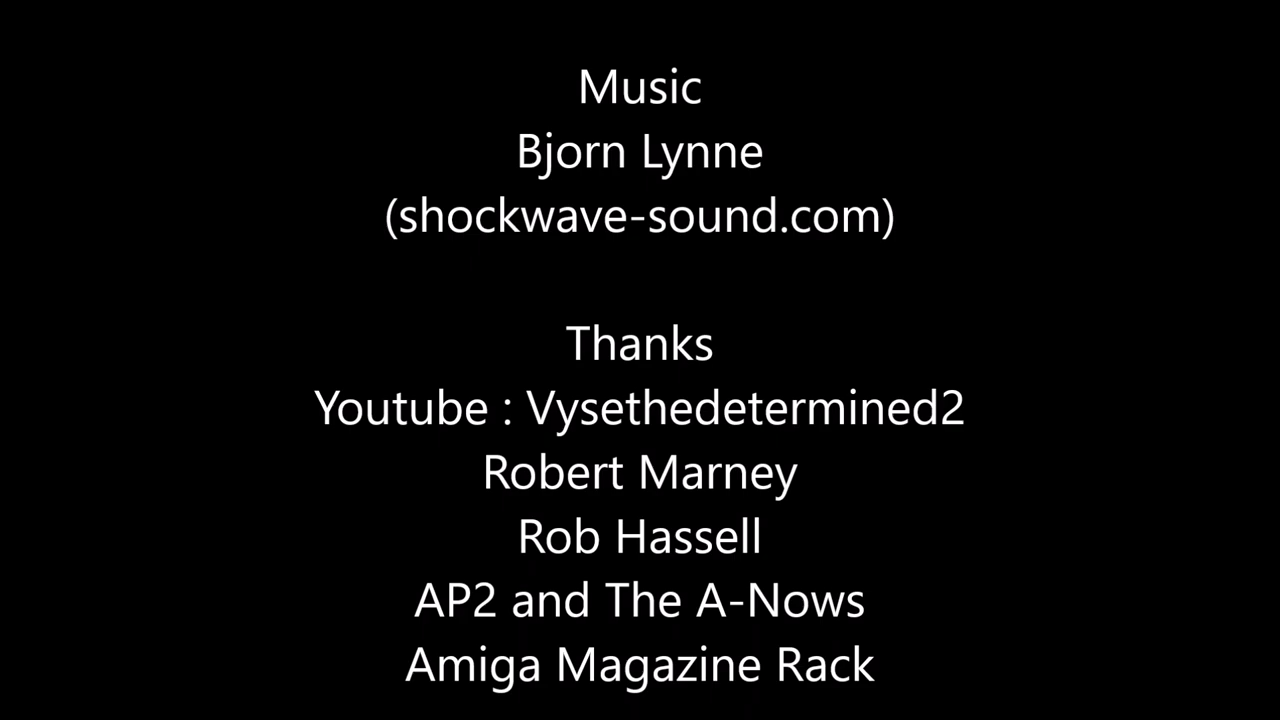 Music
Bjorn Lynne
(shockwave-sound.com)
Thanks
Youtube : Vysethedetermined2
Robert Marney
Rob Hassell
AP2 and The A-Nows
Amiga Magazine Rack